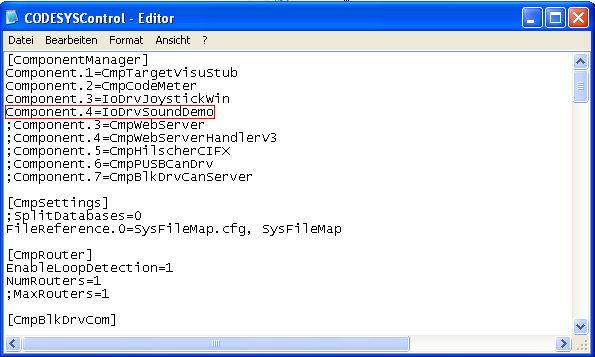 CODESYSControl - Editor
Datei Bearbeiten Format Ansicht ?
[ComponentManager]
Component.1=CmpTargetVisuStub
Component.2=CmpCodeMeter
Component.3=IoDrvJoystickWin
Component.4=IoDrvSoundDemo
;Component.3=CmpWebServer
;Component.4=CmpWebServerHandlerV3
;Component.5=CmpHilscherCIFX
;Component.6=CmpPUSBCanDrv
;Component.7=CmpBlkDrvCanServer
[CmpSettings]
;SplitDatabases=0
FileReference.0=SysFileMap.cfg, SysFileMap
[CmpRouter]
EnableLoopDetection=1
NumRouters=1
;MaxRouters=1
[CmpBlkDrvCom]